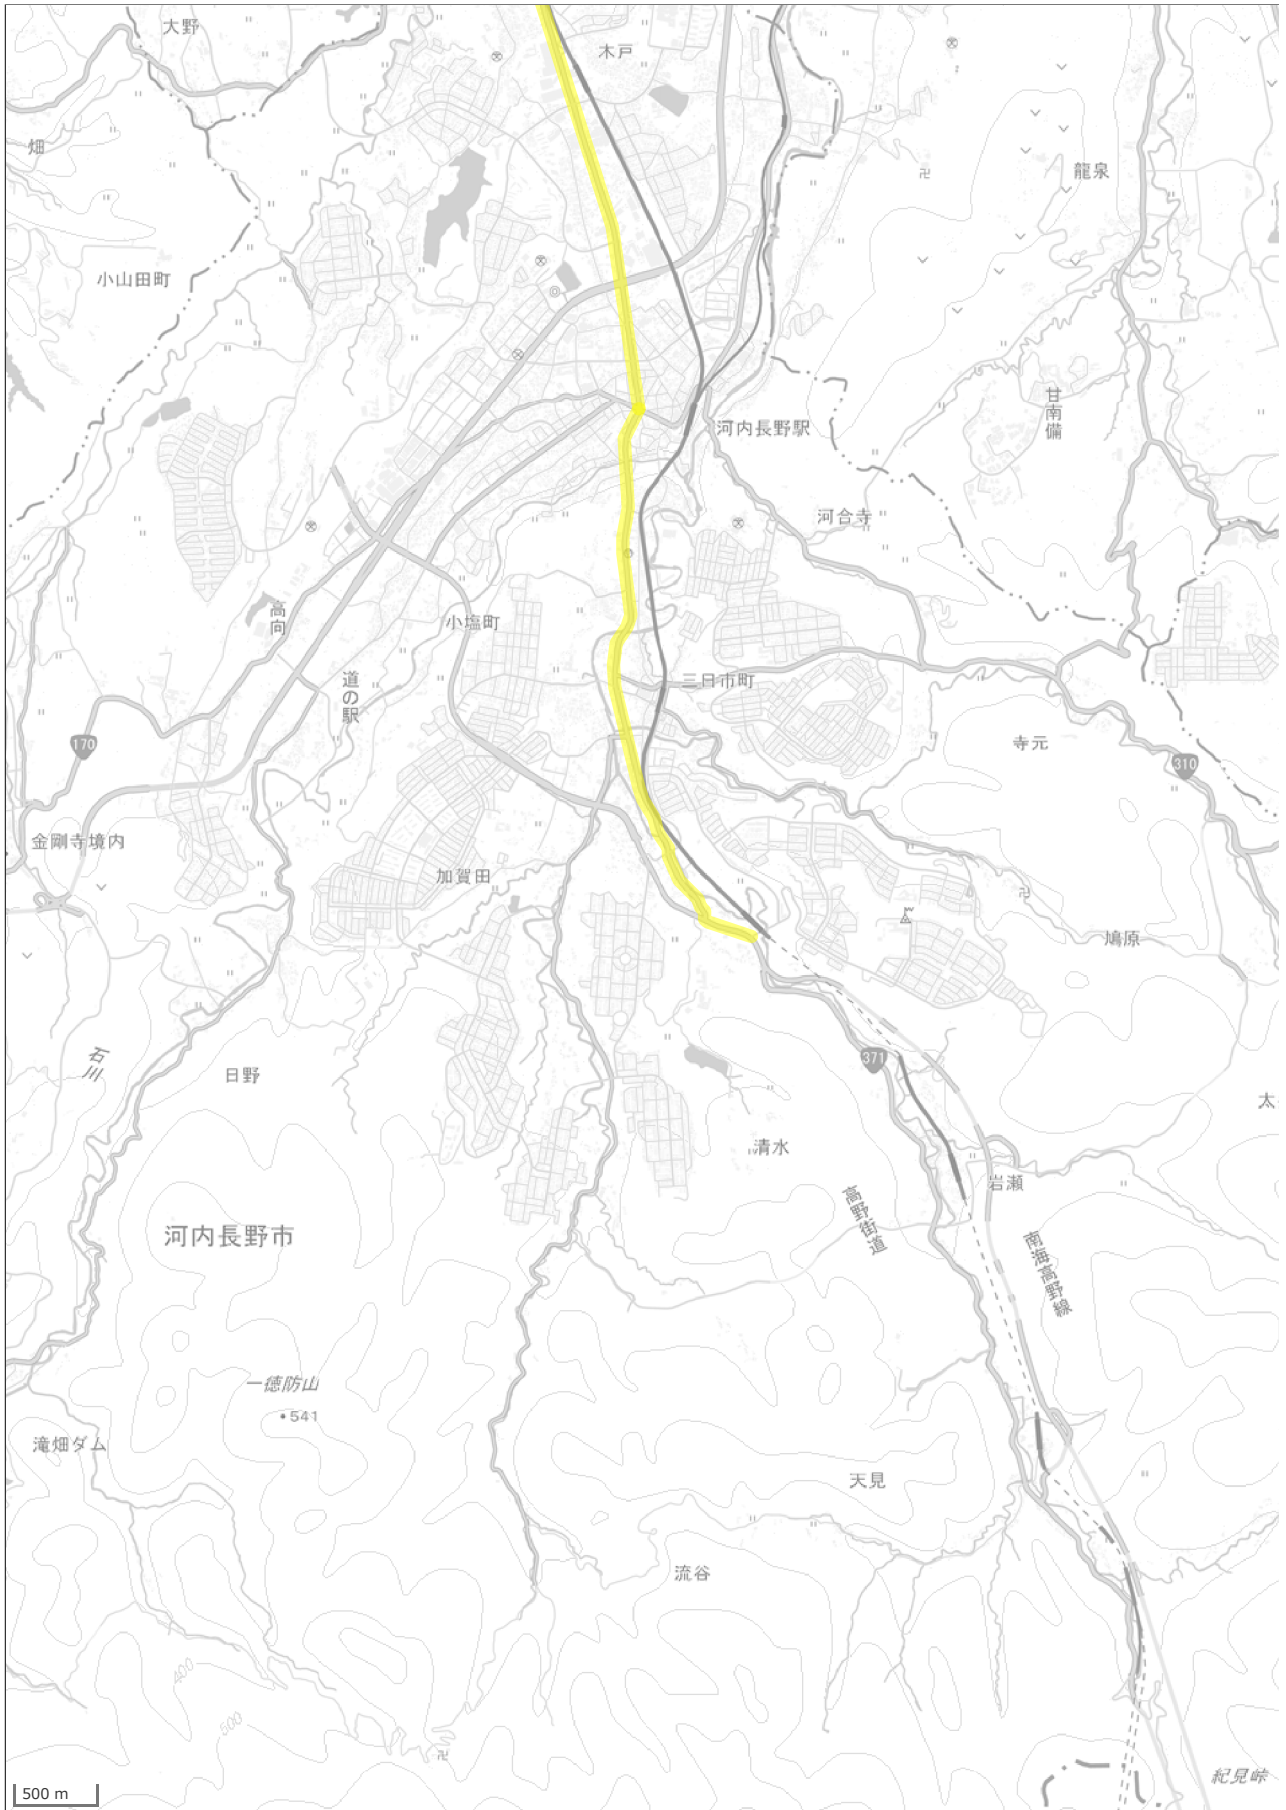 大野
木戸
畑
龍泉
小山田町
甘南備
河内長野駅
河合寺
高向
小塩町
道の駅
三日市町
170
寺元
310
金剛寺境内
加賀田
鳩原
石川
日野
371
太
清水
岩瀬
高野街道
河内長野市
南海高野線
一徳防山
541
滝畑ダム
天見
流谷
400
500
紀見峠
500 m